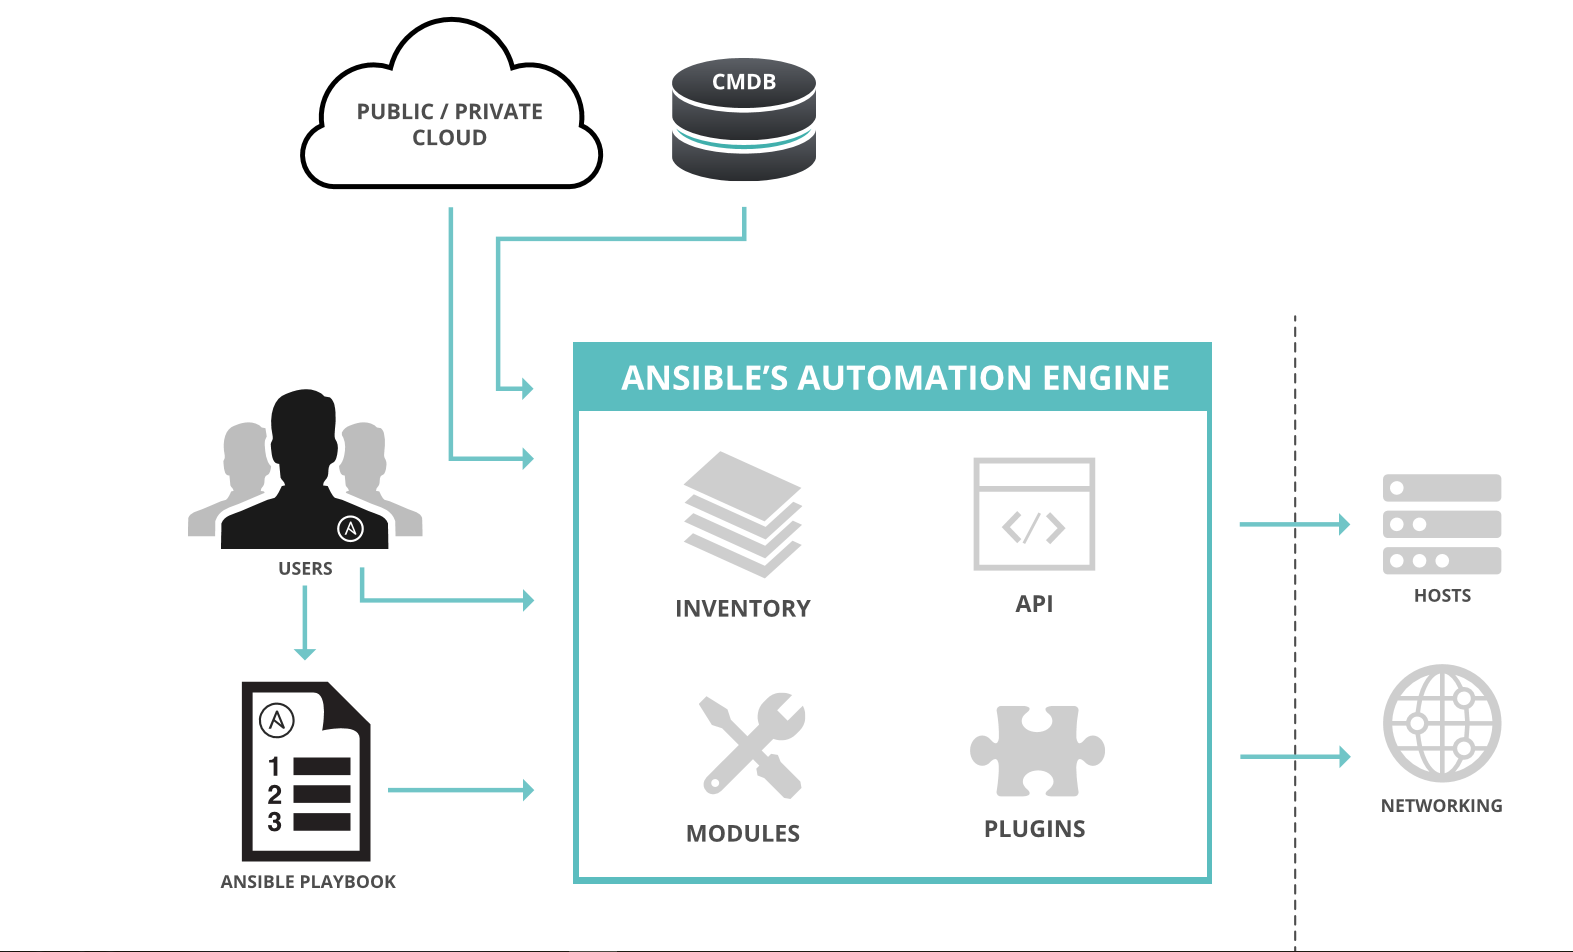 PUBLIC / PRIVATE
CLOUD
CMDB
ANSIBLE’S AUTOMATION ENGINE
USERS
INVENTORY
API
HOSTS
1
2
3
MODULES
PLUGINS
NETWORKING
ANSIBLE PLAYBOOK